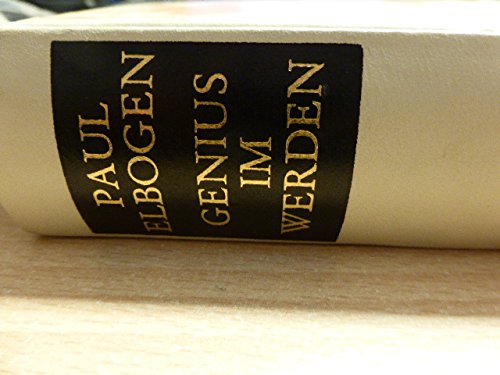 PAUL
ELBOGEN
GENIUS
IM
WERDEN